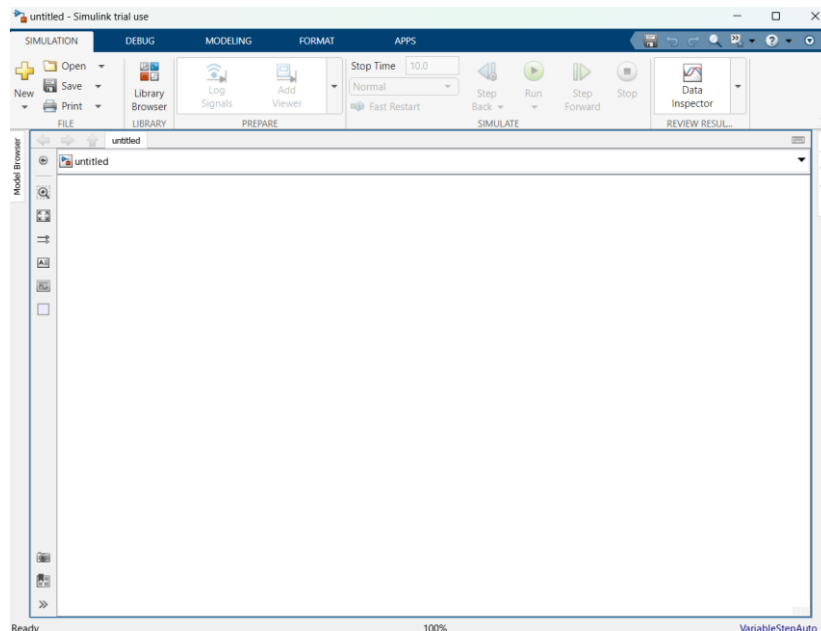 untitled - Simulink trial use
SIMULATION DEBUG MODELING FORMAT APPS
New
Open
Save
Print
FILE
Library
Browser
LIBRARY
Log
Signals
Add
Viewer
PREPARE
Stop Time 10.0
Normal
Fast Restart
Step
Back
Run
Step
Forward
Stop
SIMULATE
Data
Inspector
REVIEW RESUL...
Model Browser
untitled
untitled
Ready 100% VariableStepAuto